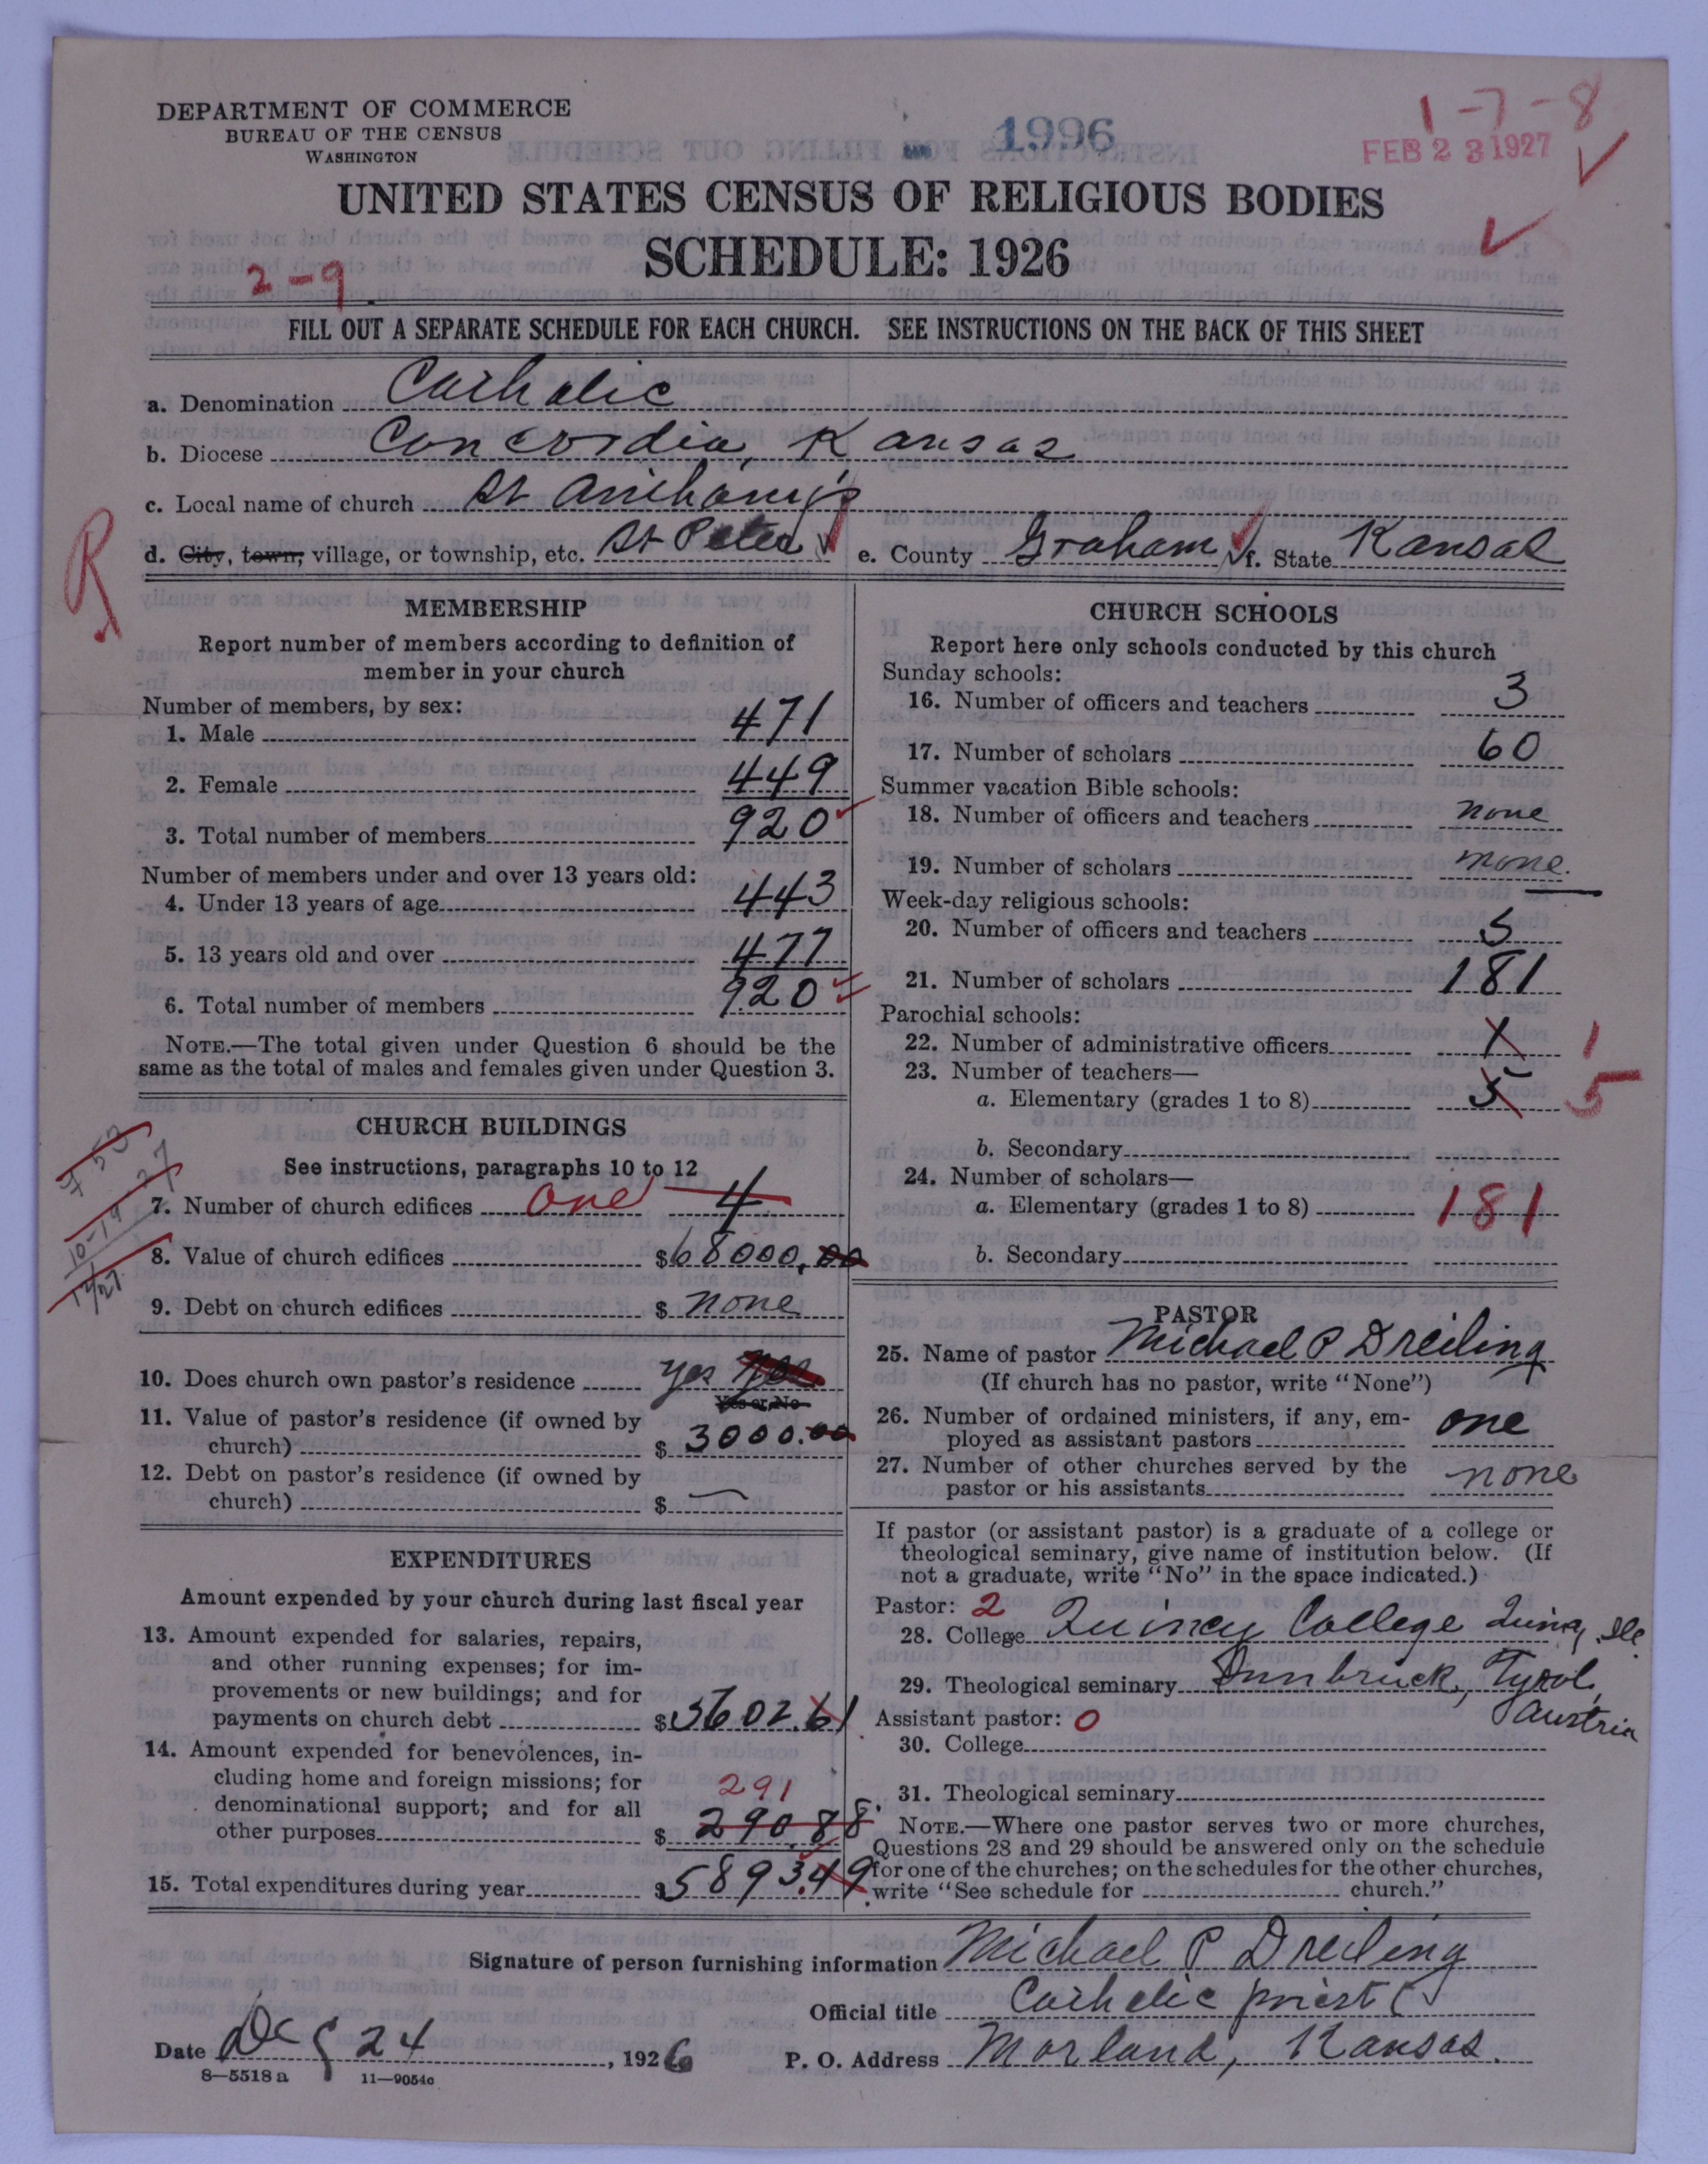 DEPARTMENT OF COMMERCE
BUREAU OF THE CENSUS
WASHINGTON
1996
1-7-8
FEB 23 1927
UNITED STATES CENSUS OF RELIGIOUS BODIES
SCHEDULE: 1926
2-9
FILL OUT A SEPARATE SCHEDULE FOR EACH CHURCH. SEE INSTRUCTIONS ON THE BACK OF THIS SHEET
a. Denomination Catholic
b. Diocese Concordia, Kansas
c. Local name of church St Anthony's
d. City, town, village, or township, etc. St Peter e. County Graham f. State Kansas
R
MEMBERSHIP
Report number of members according to definition of
member in your church
Number of members, by sex:
1. Male 471
2. Female 449
3. Total number of members 920
Number of members under and over 13 years old:
4. Under 13 years of age 443
5. 13 years old and over 477
6. Total number of members 920
NOTE.—The total given under Question 6 should be the
same as the total of males and females given under Question 3.
CHURCH BUILDINGS
See instructions, paragraphs 10 to 12
7. Number of church edifices one 4
8. Value of church edifices $68000.00
9. Debt on church edifices $ none
10. Does church own pastor's residence yes yes
Yes or No
11. Value of pastor's residence (if owned by
church) $ 3000.00
12. Debt on pastor's residence (if owned by
church) $ —
EXPENDITURES
Amount expended by your church during last fiscal year
13. Amount expended for salaries, repairs,
and other running expenses; for im-
provements or new buildings; and for
payments on church debt $5602.61
14. Amount expended for benevolences, in-
cluding home and foreign missions; for
denominational support; and for all
other purposes $ 290.88
291
15. Total expenditures during year $5893.49
CHURCH SCHOOLS
Report here only schools conducted by this church
Sunday schools:
16. Number of officers and teachers 3
17. Number of scholars 60
Summer vacation Bible schools:
18. Number of officers and teachers none
19. Number of scholars none.
Week-day religious schools:
20. Number of officers and teachers 5
21. Number of scholars 181
Parochial schools:
22. Number of administrative officers 1 1
23. Number of teachers—
a. Elementary (grades 1 to 8) 5 5
b. Secondary
24. Number of scholars—
a. Elementary (grades 1 to 8) 181
b. Secondary
PASTOR
25. Name of pastor Michael P Dreiling
(If church has no pastor, write "None")
26. Number of ordained ministers, if any, em-
ployed as assistant pastors one
27. Number of other churches served by the
pastor or his assistants none
If pastor (or assistant pastor) is a graduate of a college or
theological seminary, give name of institution below. (If
not a graduate, write "No" in the space indicated.)
Pastor: 2
28. College Quincy College Quincy, Ill
29. Theological seminary Innbruck, Tyrol,
Austria
Assistant pastor: 0
30. College
31. Theological seminary
NOTE.—Where one pastor serves two or more churches,
Questions 28 and 29 should be answered only on the schedule
for one of the churches; on the schedules for the other churches,
write "See schedule for church."
Signature of person furnishing information Michael P Dreiling
Official title Catholic priest
Date Dec 24, 1926 P. O. Address Morland, Kansas.
8—5518 a 11—9054c